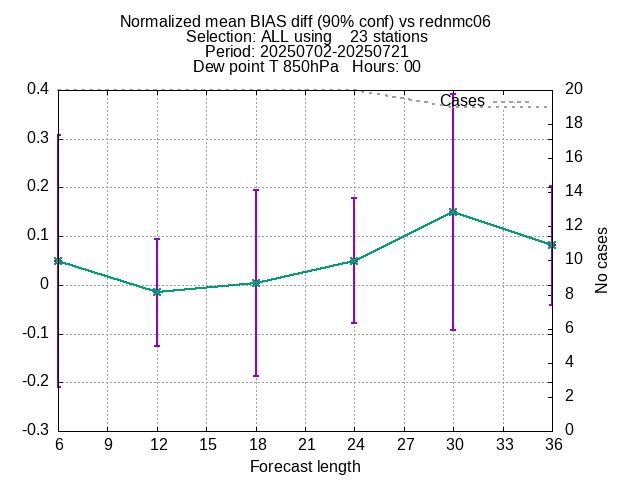 Normalized mean BIAS diff (90% conf) vs rednmc06
Selection: ALL using    23 stations
Period: 20250702-20250721
Dew point T 850hPa   Hours: 00
Cases
0.4
0.3
0.2
0.1
0
-0.1
-0.2
-0.3
20
18
16
14
12
10
8
6
4
2
0
No cases
6 9 12 15 18 21 24 27 30 33 36
Forecast length